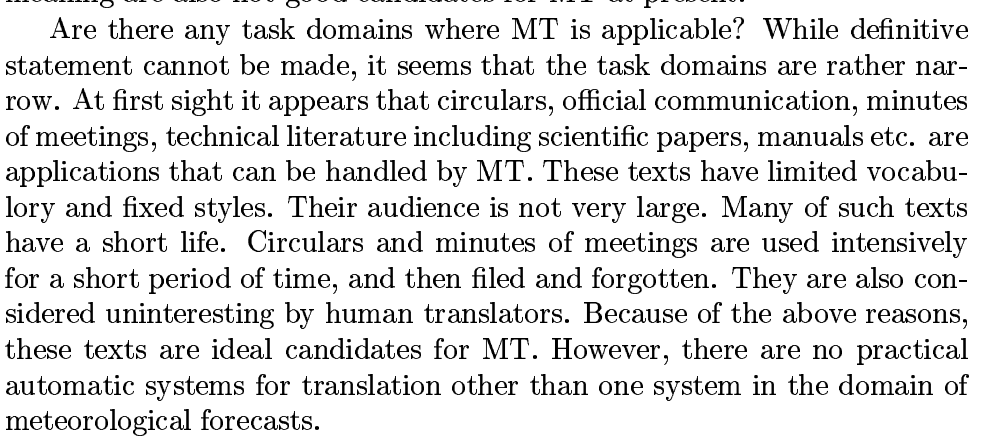 Are there any task domains where MT is applicable? While definitive
statement cannot be made, it seems that the task domains are rather nar-
row. At first sight it appears that circulars, official communication, minutes
of meetings, technical literature including scientific papers, manuals etc. are
applications that can be handled by MT. These texts have limited vocabu-
lory and fixed styles. Their audience is not very large. Many of such texts
have a short life. Circulars and minutes of meetings are used intensively
for a short period of time, and then filed and forgotten. They are also con-
sidered uninteresting by human translators. Because of the above reasons,
these texts are ideal candidates for MT. However, there are no practical
automatic systems for translation other than one system in the domain of
meteorological forecasts.